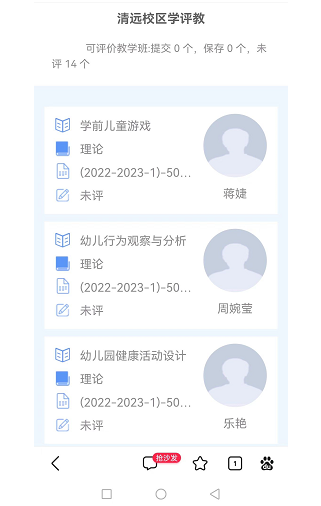 清远校区学评教
可评价教学班:提交 0 个，保存 0 个，未
评 14 个
学前儿童游戏
理论
(2022-2023-1)-50...
未评
蒋婕
幼儿行为观察与分析
理论
(2022-2023-1)-50...
未评
周婉莹
幼儿园健康活动设计
理论
(2022-2023-1)-50...
未评
乐艳
抢沙发
1